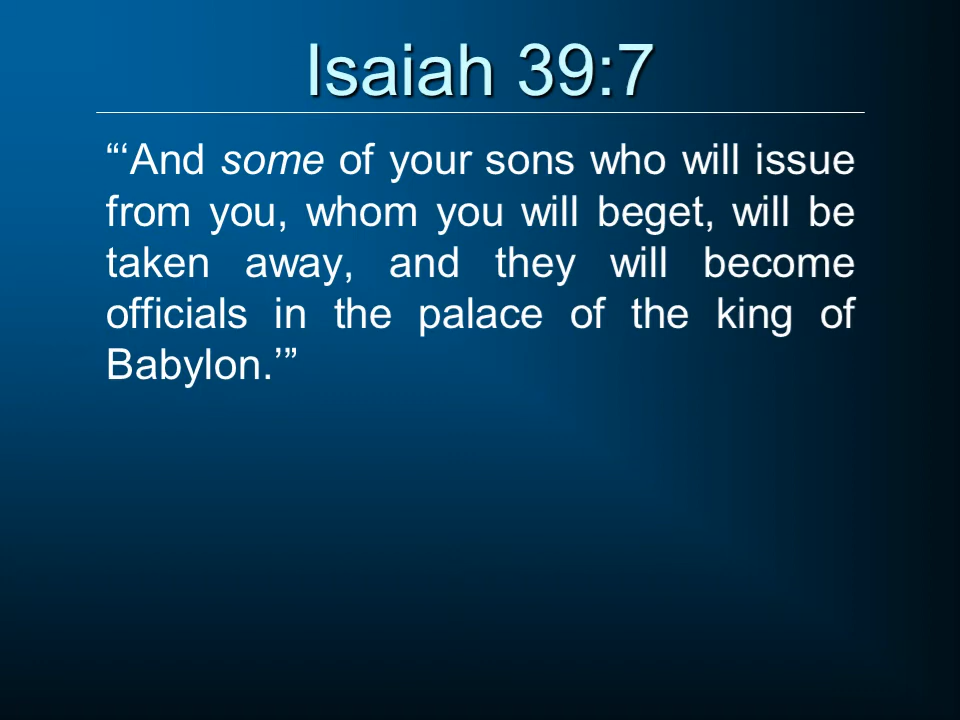 Isaiah 39:7
“‘And some of your sons who will issue
from you, whom you will beget, will be
taken away, and they will become
officials in the palace of the king of
Babylon.’”